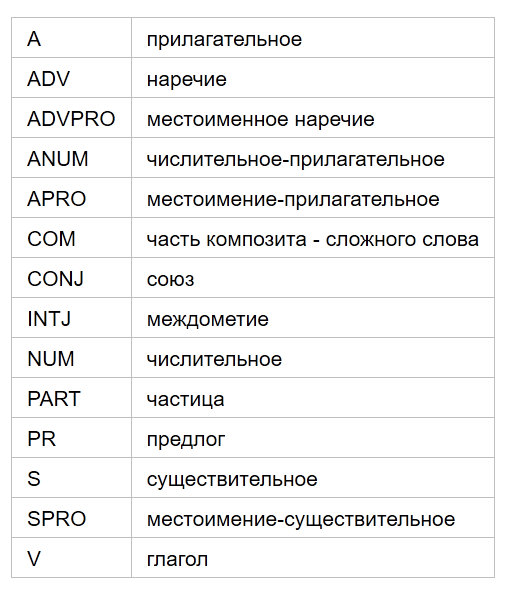 A прилагательное
ADV наречие
ADVPRO местоименное наречие
ANUM числительное-прилагательное
APRO местоимение-прилагательное
COM часть композита - сложного слова
CONJ союз
INTJ междометие
NUM числительное
PART частица
PR предлог
S существительное
SPRO местоимение-существительное
V глагол